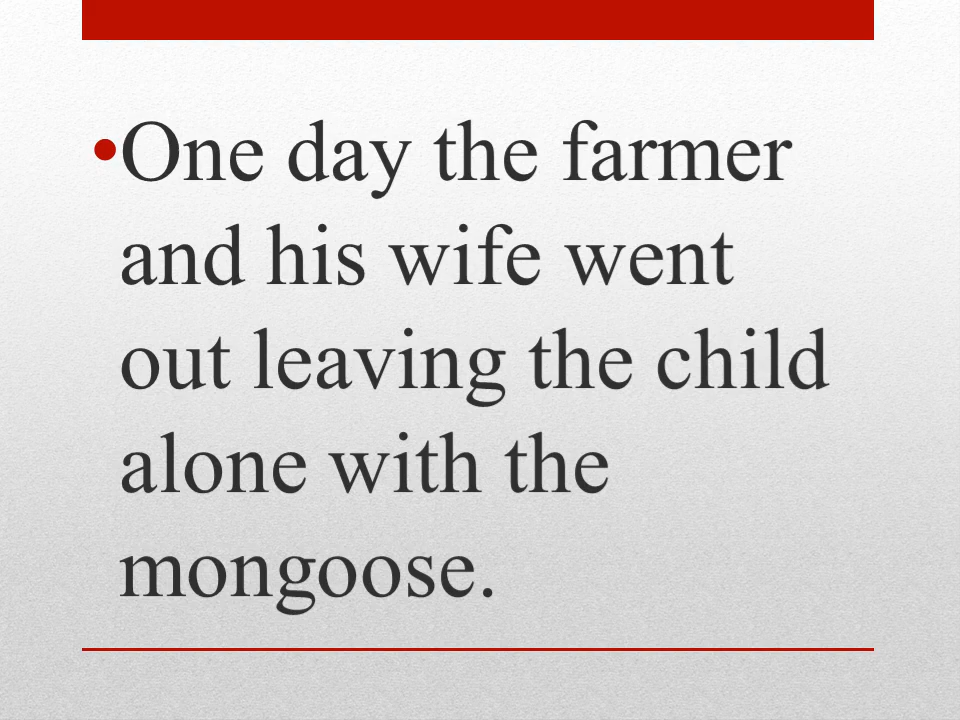 •One day the farmer
and his wife went
out leaving the child
alone with the
mongoose.